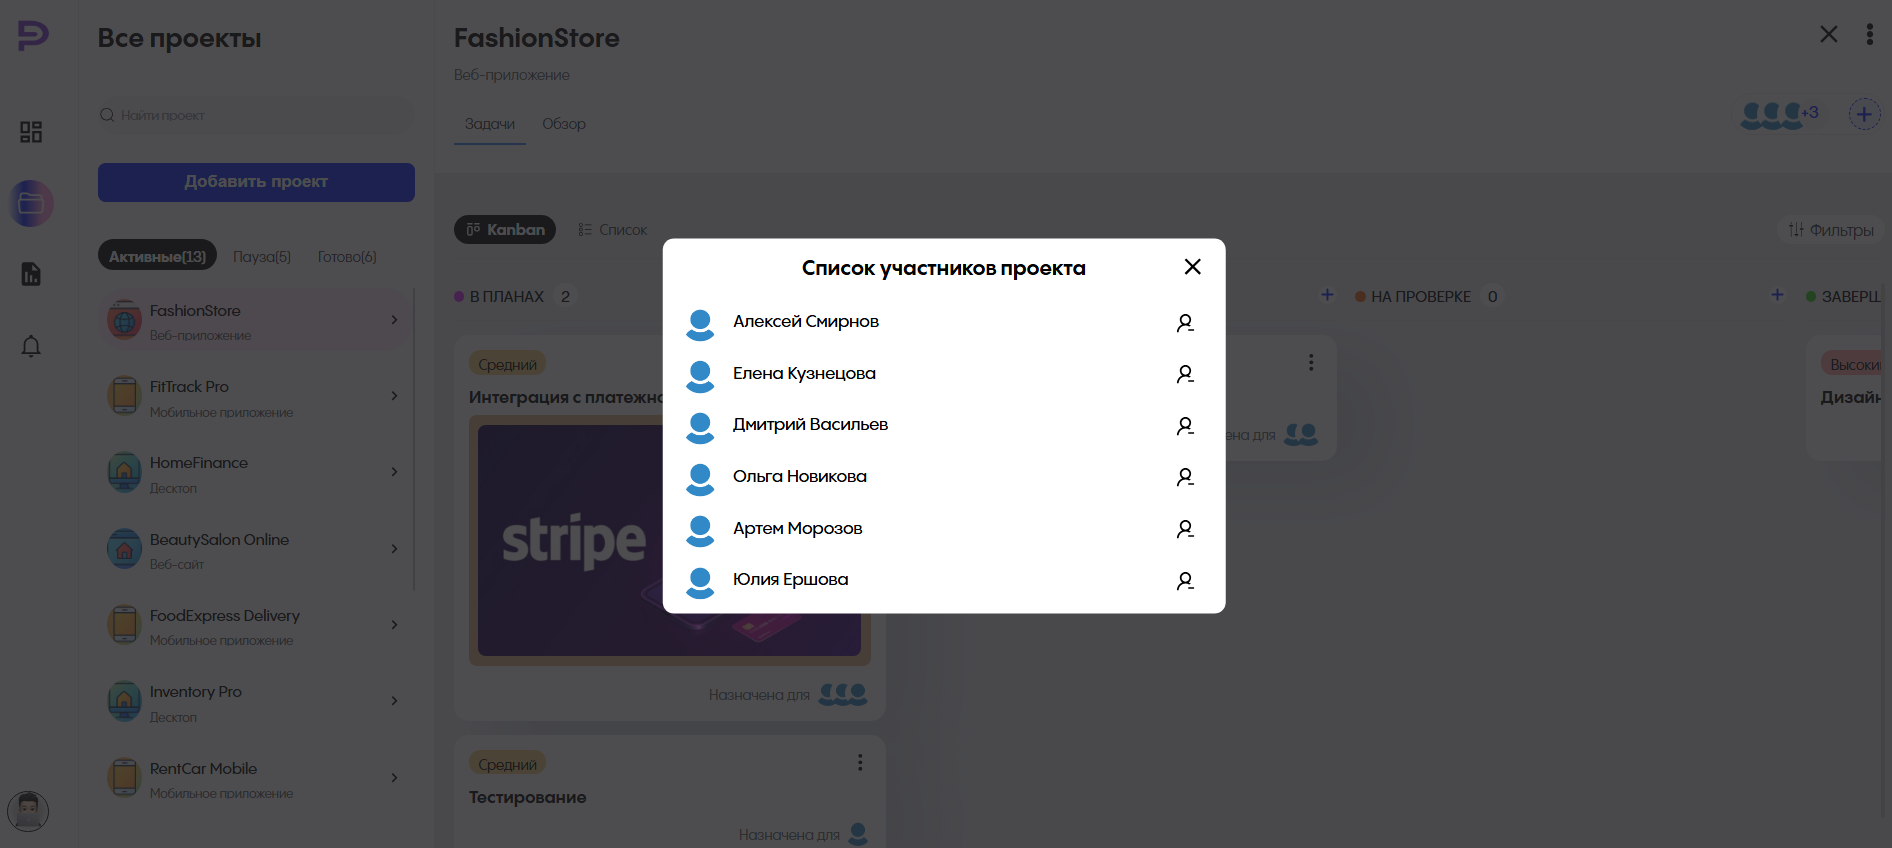 Все проекты
Найти проект
Добавить проект
Активные(13)
Пауза(5)
Готово(6)
FashionStore
Веб-приложение
FitTrack Pro
Мобильное приложение
HomeFinance
Десктоп
BeautySalon Online
Веб-сайт
FoodExpress Delivery
Мобильное приложение
Inventory Pro
Десктоп
RentCar Mobile
Мобильное приложение
FashionStore
Веб-приложение
Задачи
Обзор
+3
Kanban
Список
Фильтры
В ПЛАНАХ 2
НА ПРОВЕРКЕ 0
ЗАВЕРШ
Средний
Интеграция с платежно
stripe
Назначена для
Средний
Тестирование
Назначена для
ена для
Высокий
Дизайн
Список участников проекта
Алексей Смирнов
Елена Кузнецова
Дмитрий Васильев
Ольга Новикова
Артем Морозов
Юлия Ершова